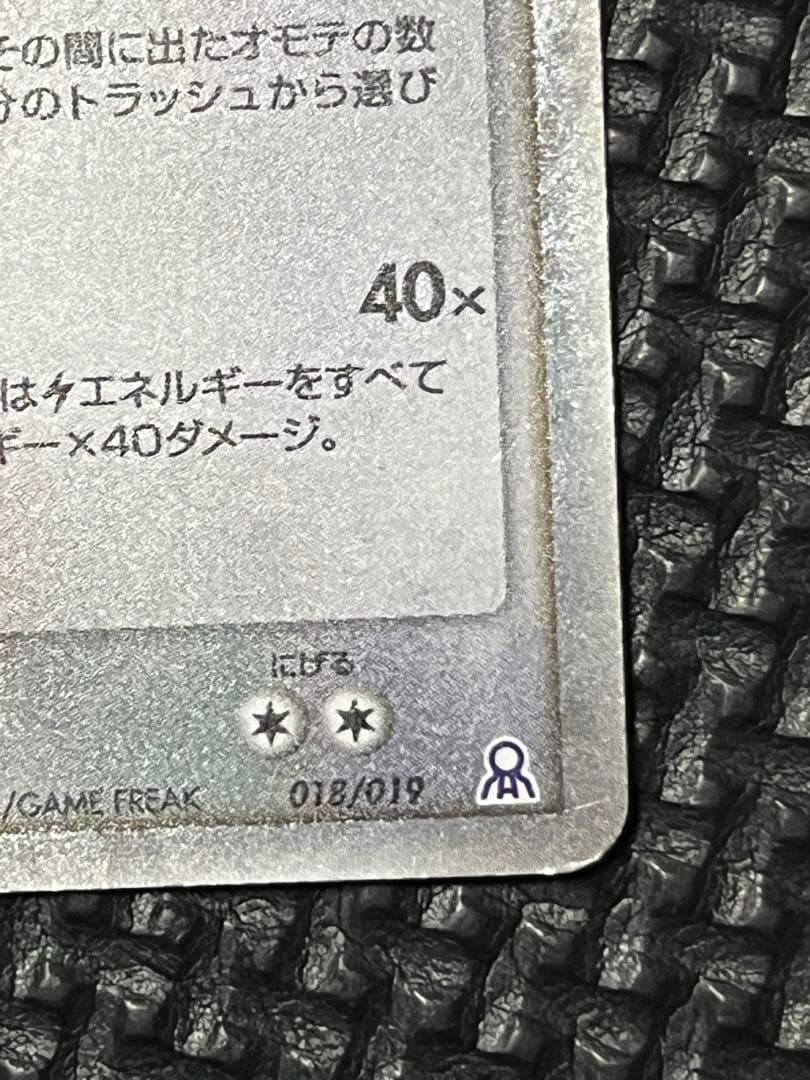 その間に出たオモテの数
分のトラッシュから選び
40×
はエネルギーをすべて
ギー×40ダメージ。
にげる
/GAME FREAK 018/019